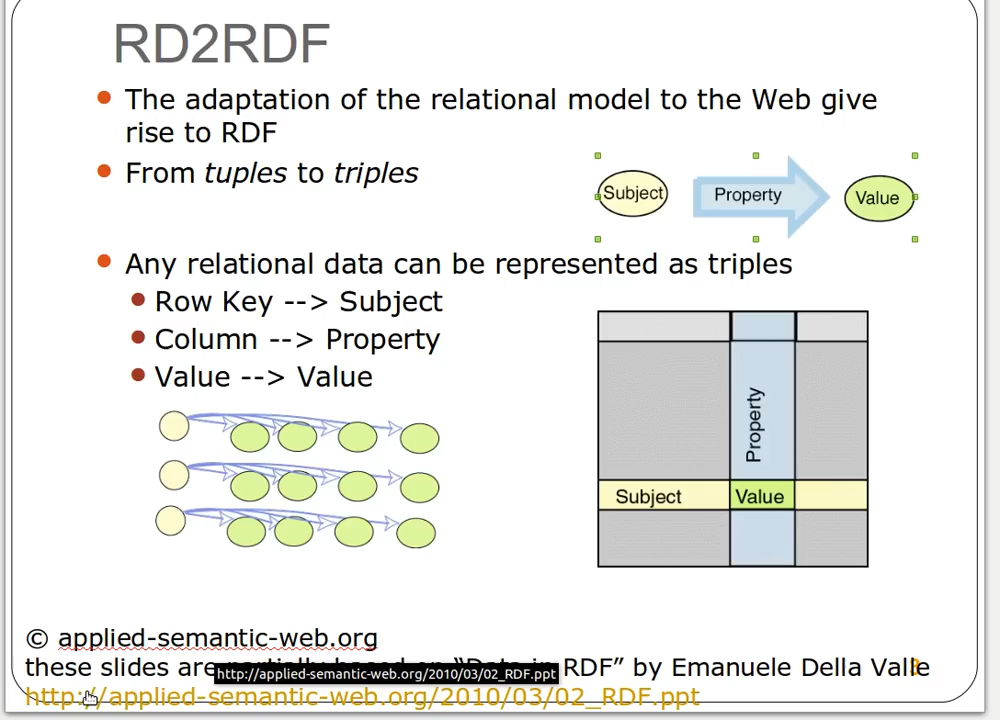 RD2RDF
The adaptation of the relational model to the Web give
rise to RDF
From tuples to triples
Subject
Property
Value
Any relational data can be represented as triples
Row Key --> Subject
Column --> Property
Value --> Value
Property
Subject
Value
© applied-semantic-web.org
these slides are partially based on “Data in RDF” by Emanuele Della Valle
http://applied-semantic-web.org/2010/03/02_RDF.ppt
http://applied-semantic-web.org/2010/03/02_RDF.ppt